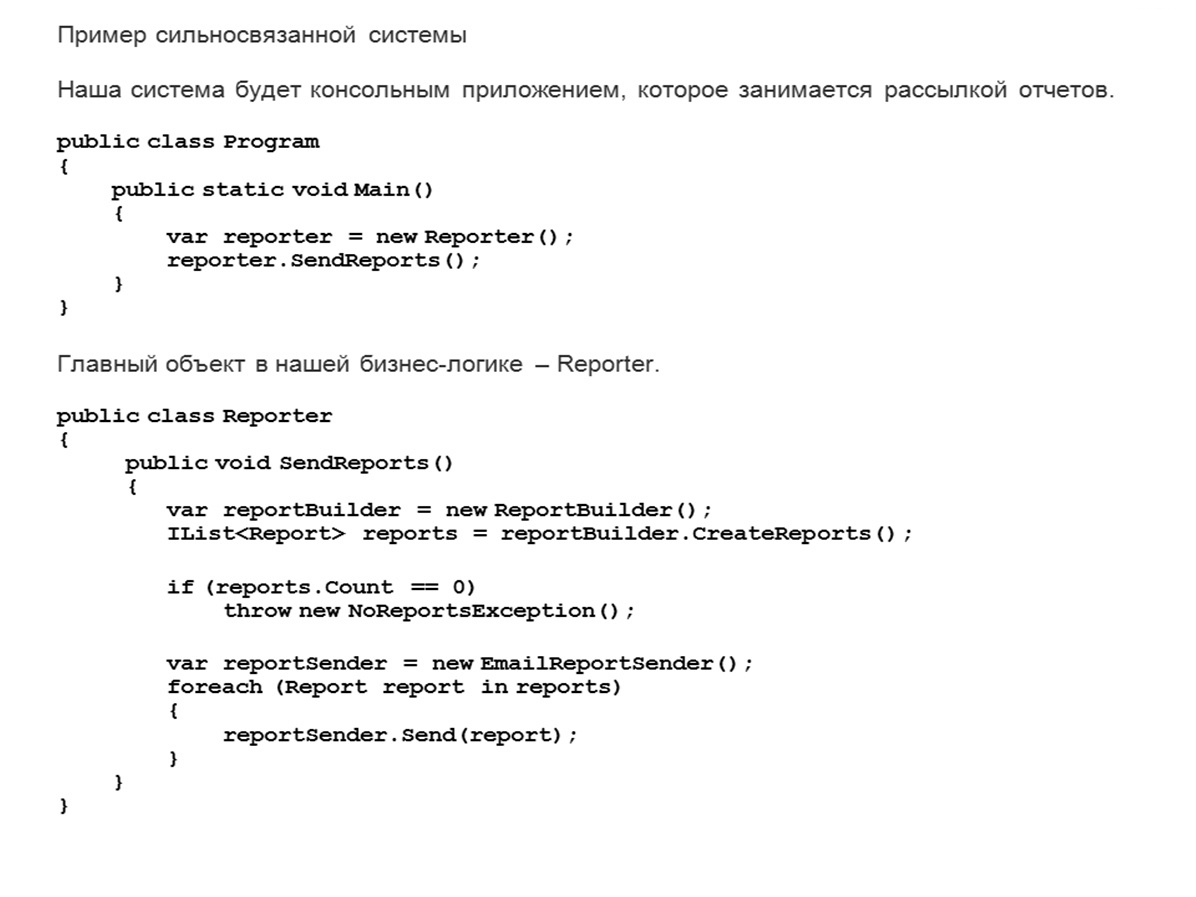 Пример сильносвязанной системы
Наша система будет консольным приложением, которое занимается рассылкой отчетов.
public class Program
{
    public static void Main()
    {
        var reporter = new Reporter();
        reporter.SendReports();
    }
}
Главный объект в нашей бизнес-логике – Reporter.
public class Reporter
{
     public void SendReports()
     {
        var reportBuilder = new ReportBuilder();
        IList<Report> reports = reportBuilder.CreateReports();
        if (reports.Count == 0)
            throw new NoReportsException();
        var reportSender = new EmailReportSender();
        foreach (Report report in reports)
        {
            reportSender.Send(report);
        }
    }
}